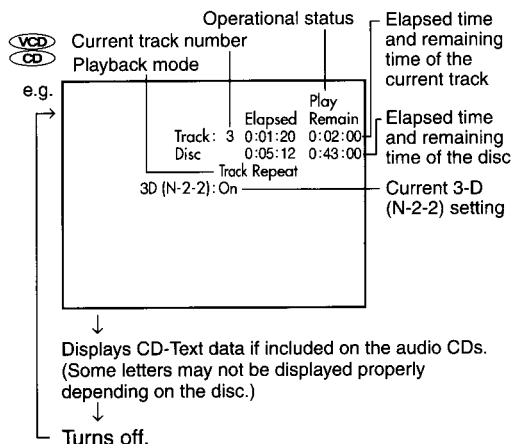 Operational status
VCD
CD
Current track number
Playback mode
e.g.
Elapsed time
and remaining
time of the
current track
Play
Elapsed Remain
Track: 3 0:01:20 0:02:00
Disc 0:05:12 0:43:00
Track Repeat
3D (N-2-2): On
Elapsed time
and remaining
time of the disc
Current 3-D
(N-2-2) setting
Displays CD-Text data if included on the audio CDs.
(Some letters may not be displayed properly
depending on the disc.)
Turns off.